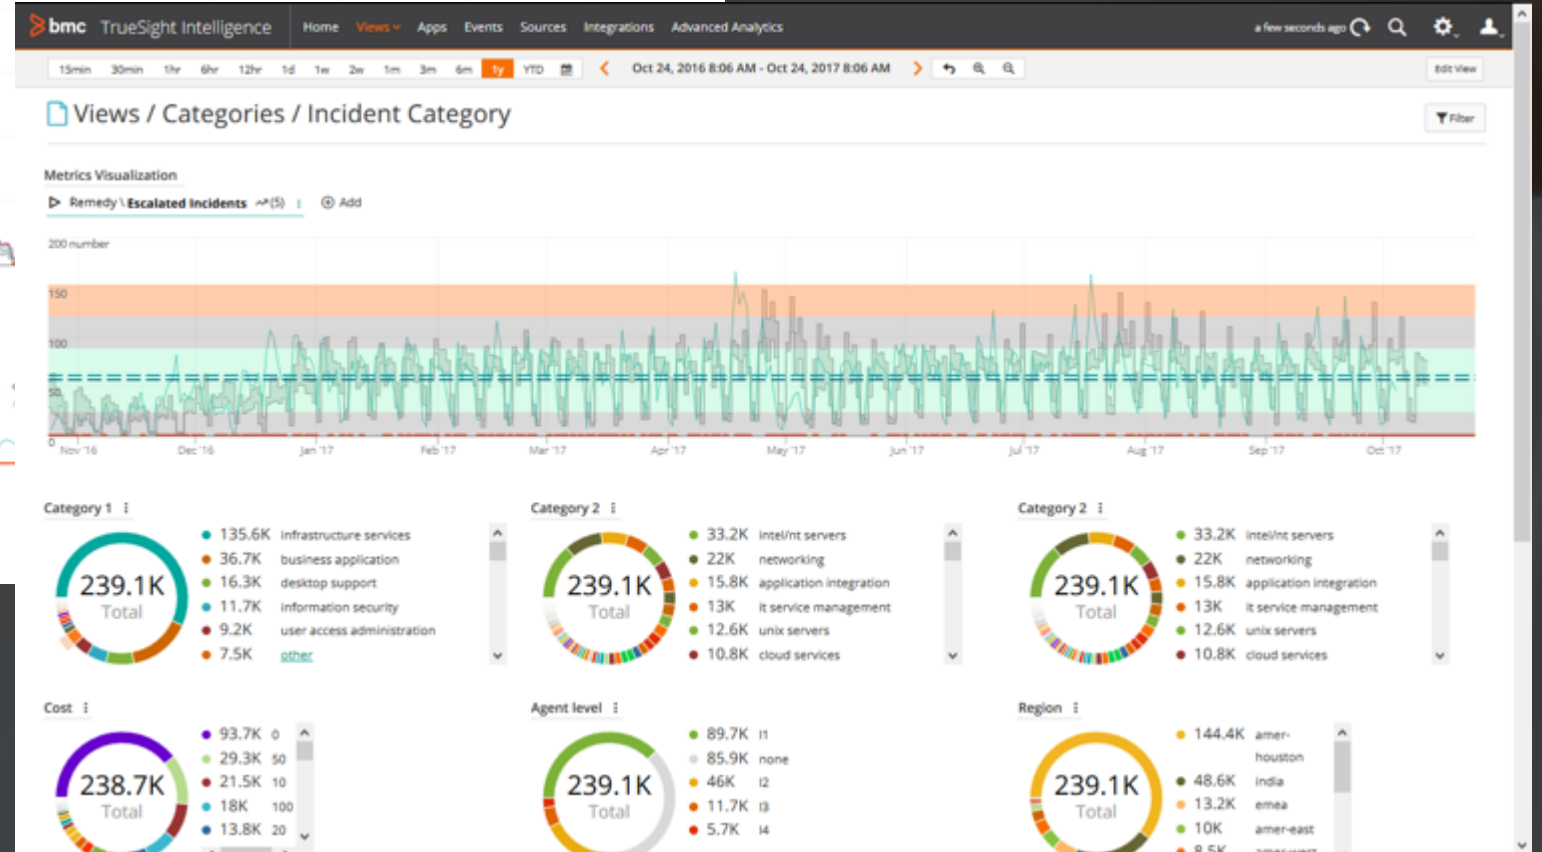 bmc TrueSight Intelligence Home Views Apps Events Sources Integrations Advanced Analytics a few seconds ago
15min 30min 1hr 6hr 12hr 1d 1w 2w 1m 3m 6m 1y YTD Oct 24, 2016 8:06 AM - Oct 24, 2017 8:06 AM Edit View
Views / Categories / Incident Category
Filter
Metrics Visualization
Remedy \ Escalated Incidents (5) Add
200 number
150
100
50
0
Nov '16 Dec '16 Jan '17 Feb '17 Mar '17 Apr '17 May '17 Jun '17 Jul '17 Aug '17 Sep '17 Oct '17
Category 1
239.1K
Total
135.6K infrastructure services
36.7K business application
16.3K desktop support
11.7K information security
9.2K user access administration
7.5K other
Category 2
239.1K
Total
33.2K intel/nt servers
22K networking
15.8K application integration
13K it service management
12.6K unix servers
10.8K cloud services
Category 2
239.1K
Total
33.2K intel/nt servers
22K networking
15.8K application integration
13K it service management
12.6K unix servers
10.8K cloud services
Cost
238.7K
Total
93.7K 0
29.3K 50
21.5K 10
18K 100
13.8K 20
Agent level
239.1K
Total
89.7K l1
85.9K none
46K l2
11.7K l3
5.7K l4
Region
239.1K
Total
144.4K amer-
houston
48.6K india
13.2K emea
10K amer-east
8.5K amer-west